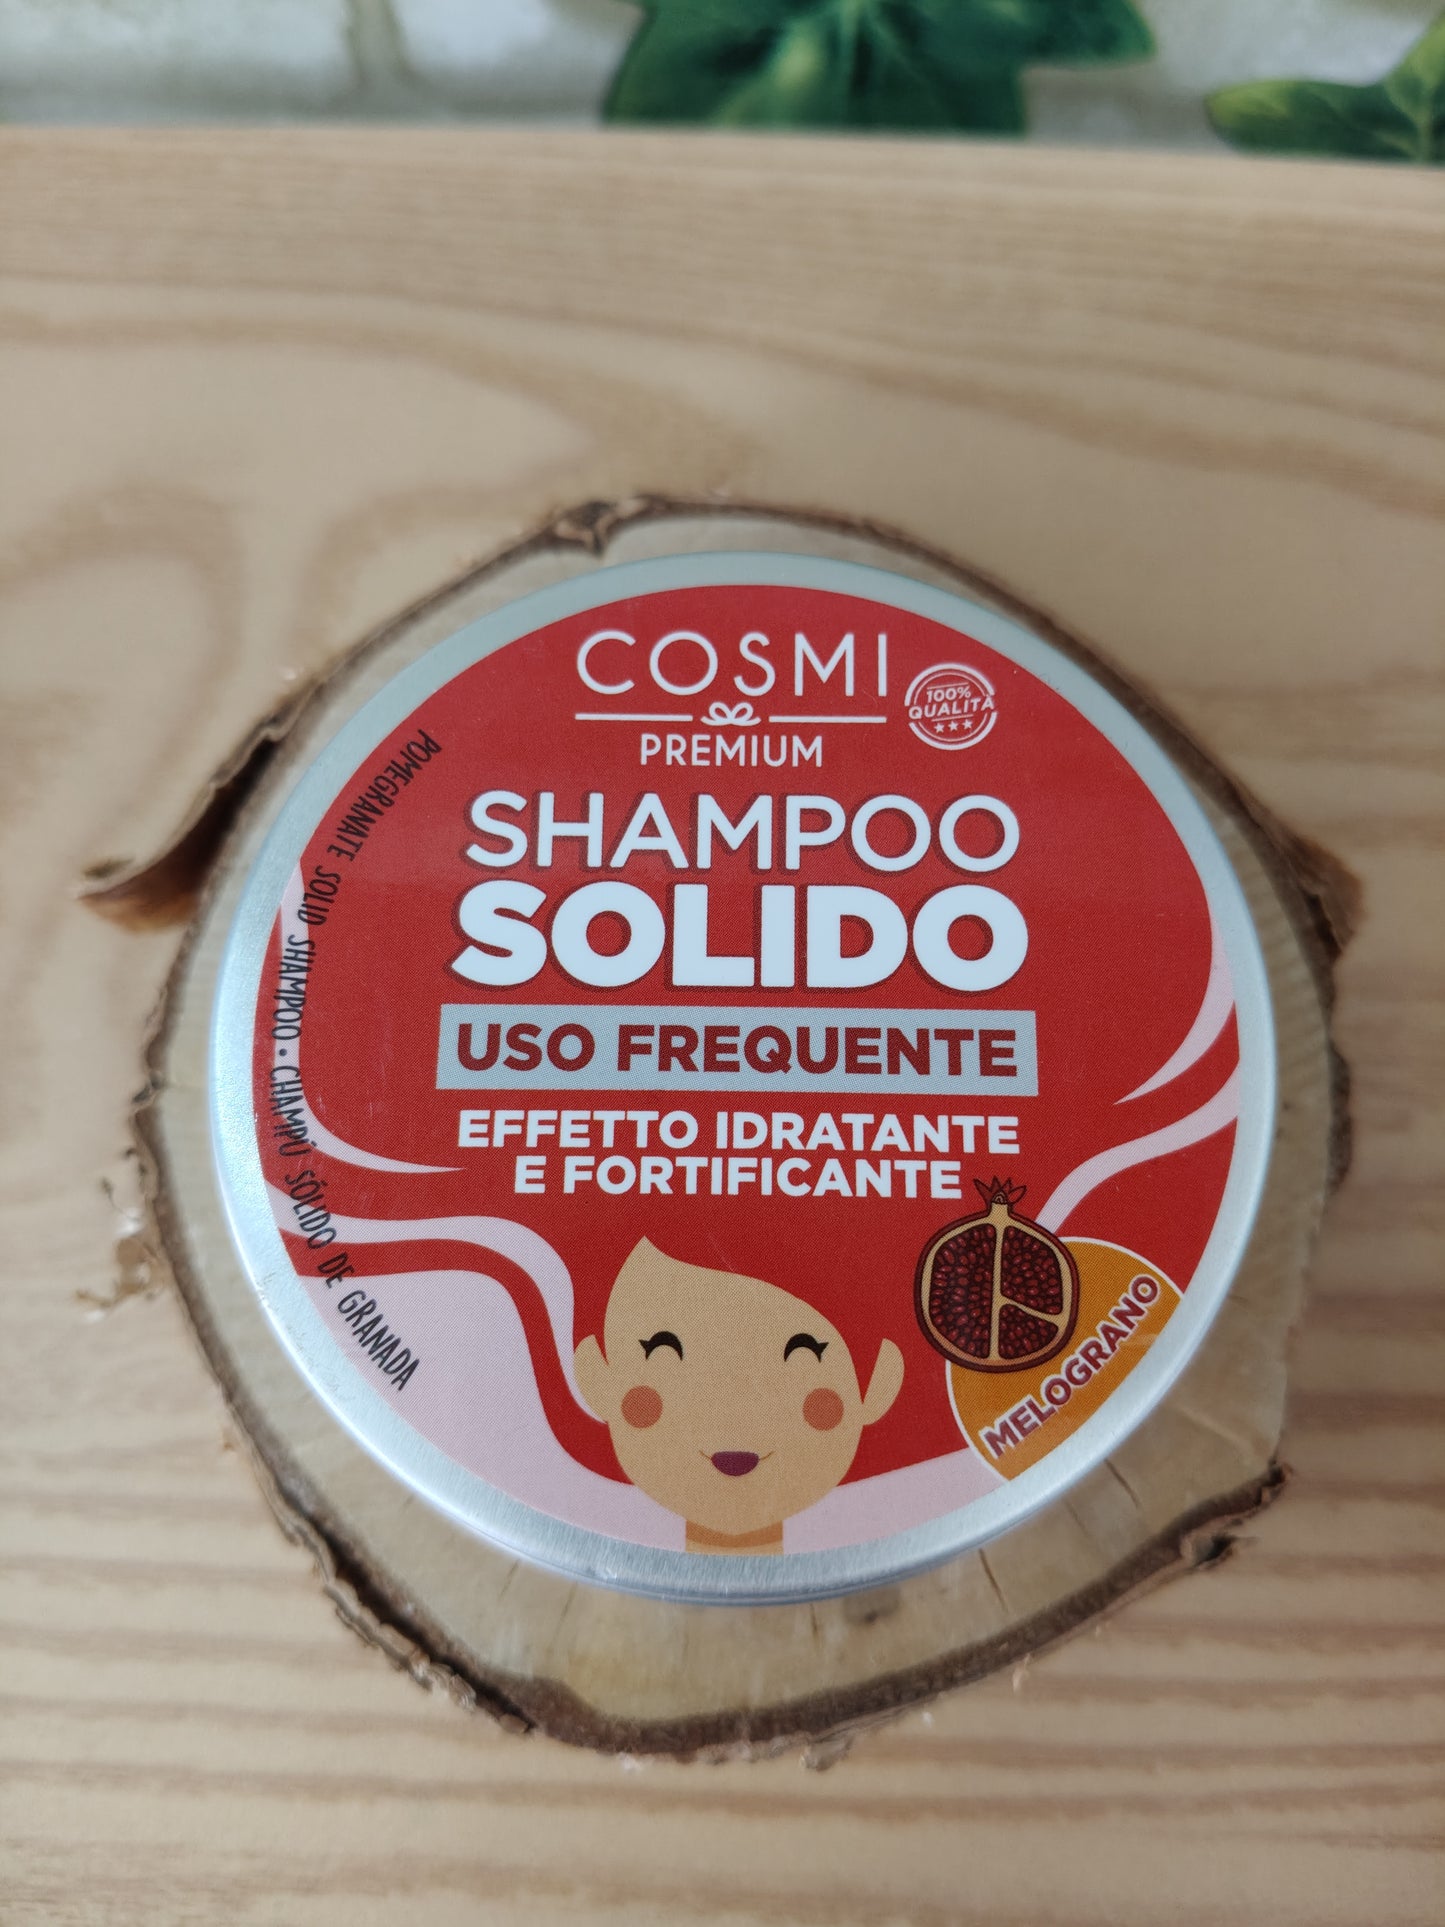 COSMI
PREMIUM
100%
QUALITÀ
SHAMPOO
SOLIDO
USO FREQUENTE
EFFETTO IDRATANTE
E FORTIFICANTE
MELOGRANO
POMEGRANATE SOLID SHAMPOO • CHAMPÚ SÓLIDO DE GRANADA